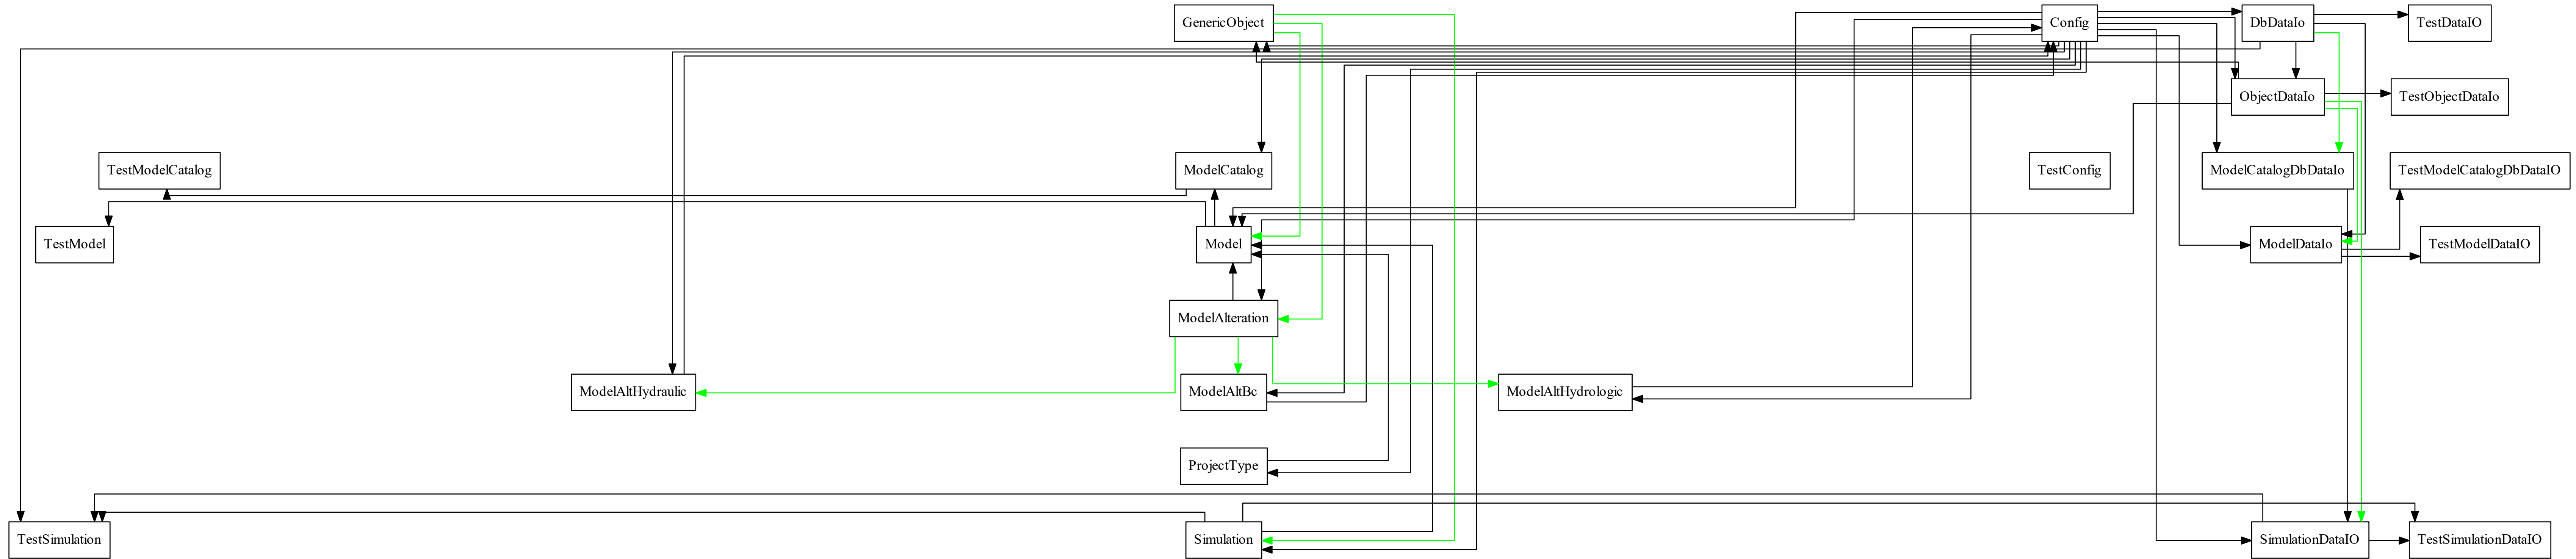 GenericObject
Config
DbDataIo
TestDataIO
ObjectDataIo
TestObjectDataIo
TestModelCatalog
ModelCatalog
TestConfig
ModelCatalogDbDataIo
TestModelCatalogDbDataIO
TestModel
Model
ModelDataIo
TestModelDataIO
ModelAlteration
ModelAltHydraulic
ModelAltBc
ModelAltHydrologic
ProjectType
TestSimulation
Simulation
SimulationDataIO
TestSimulationDataIO